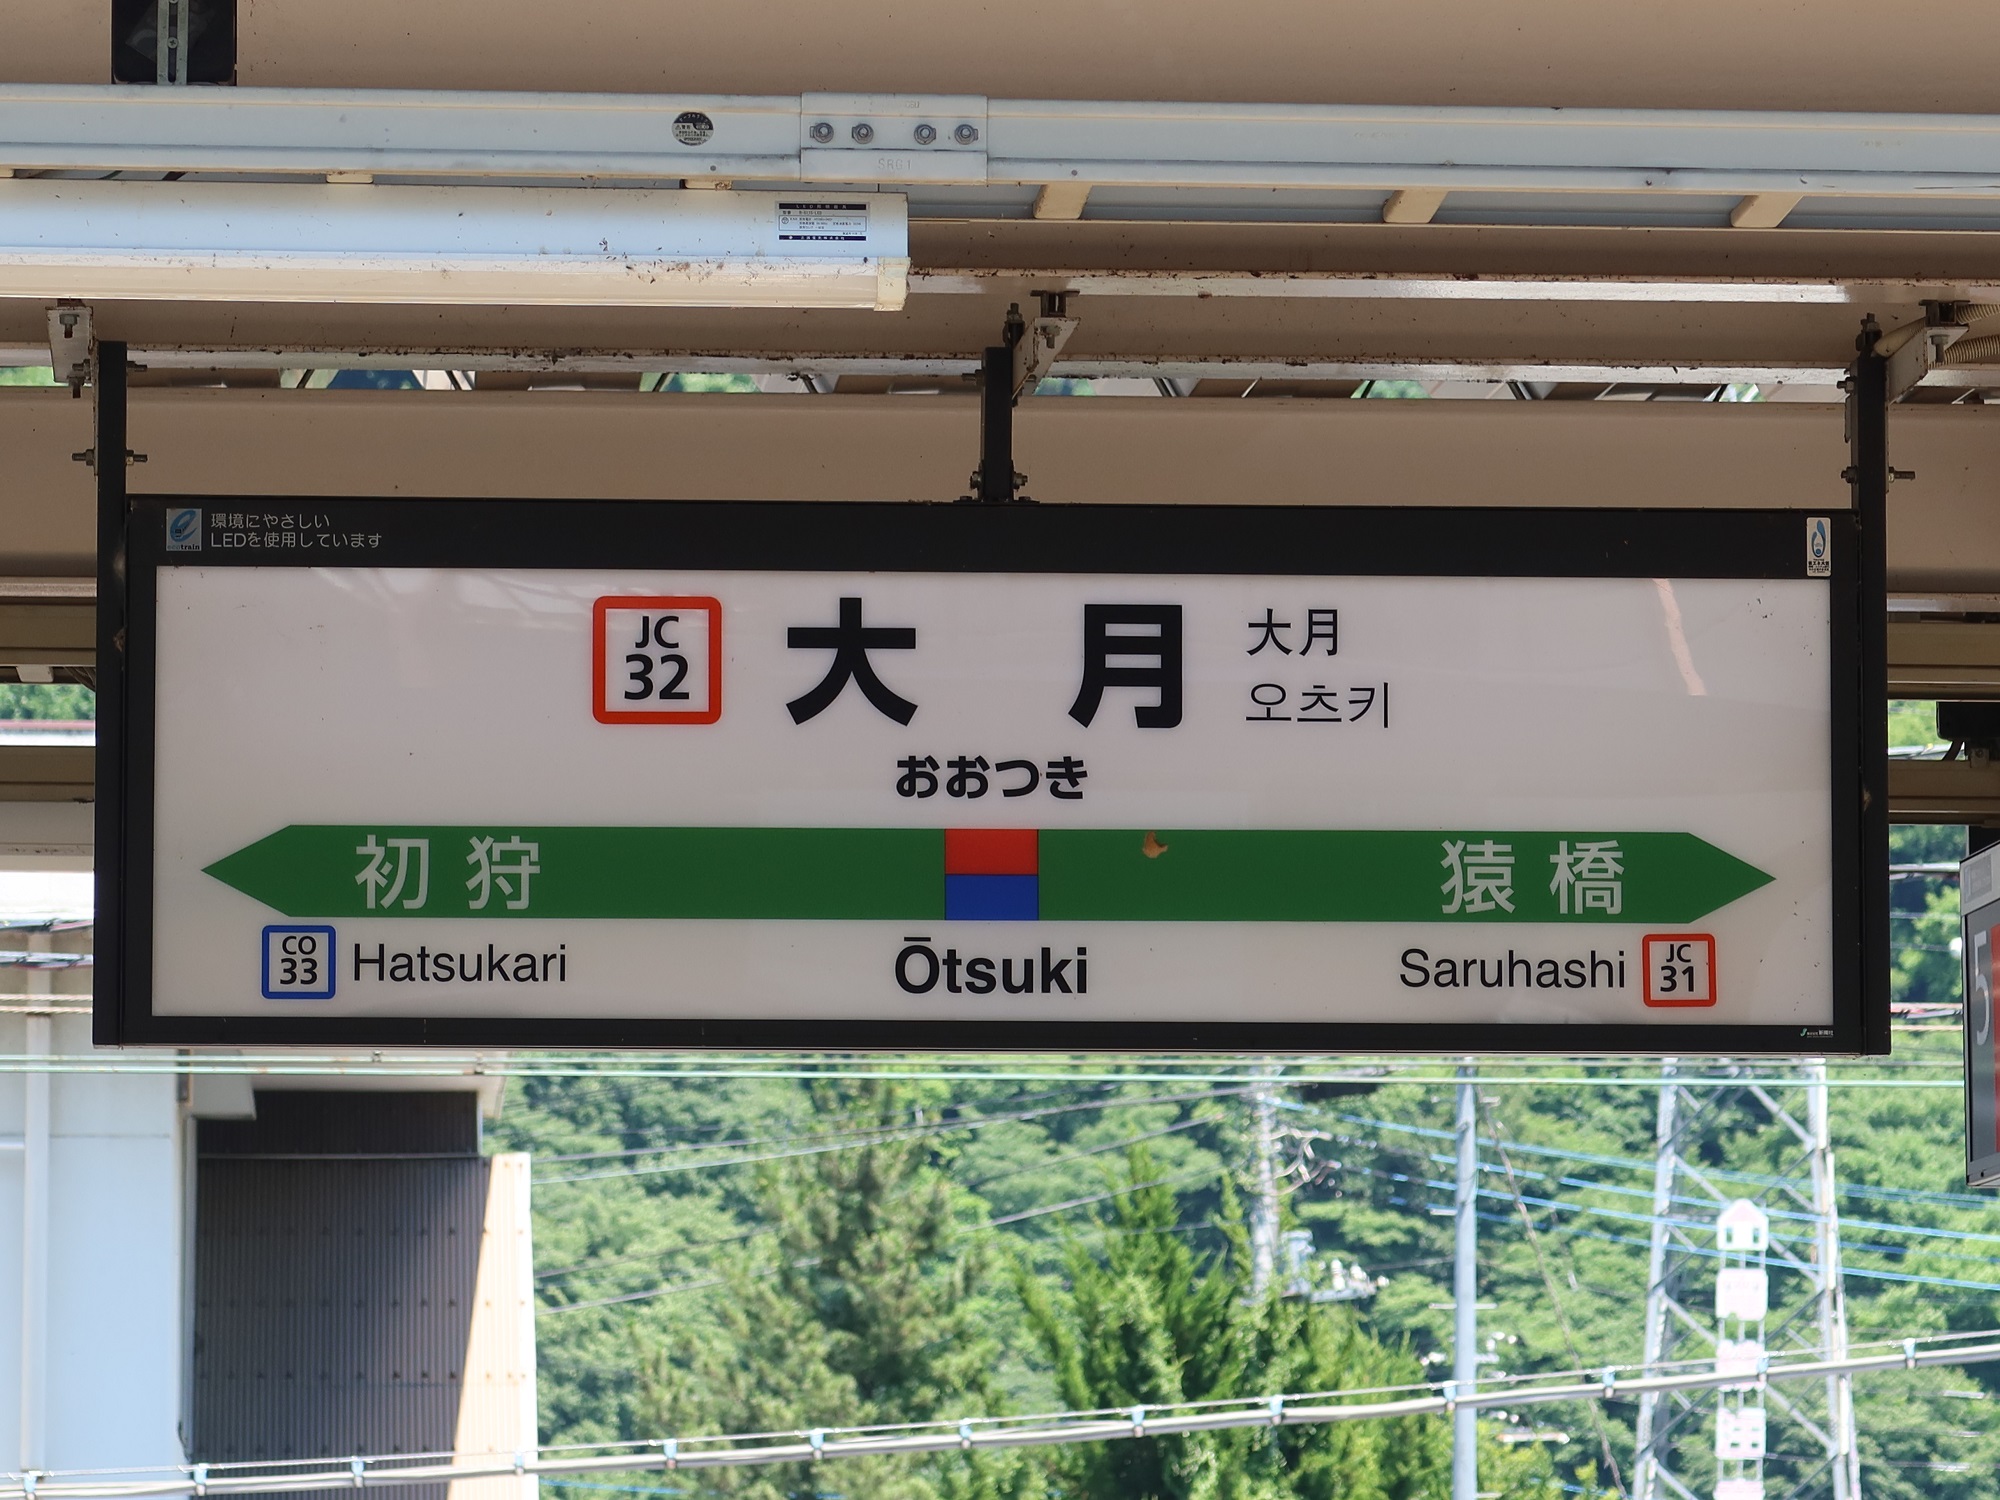 SRG1
環境にやさしい
LEDを使用しています
JC
32
大月
大月
오츠키
おおつき
初狩
猿橋
CO
33
Hatsukari
Ōtsuki
Saruhashi
JC
31
5